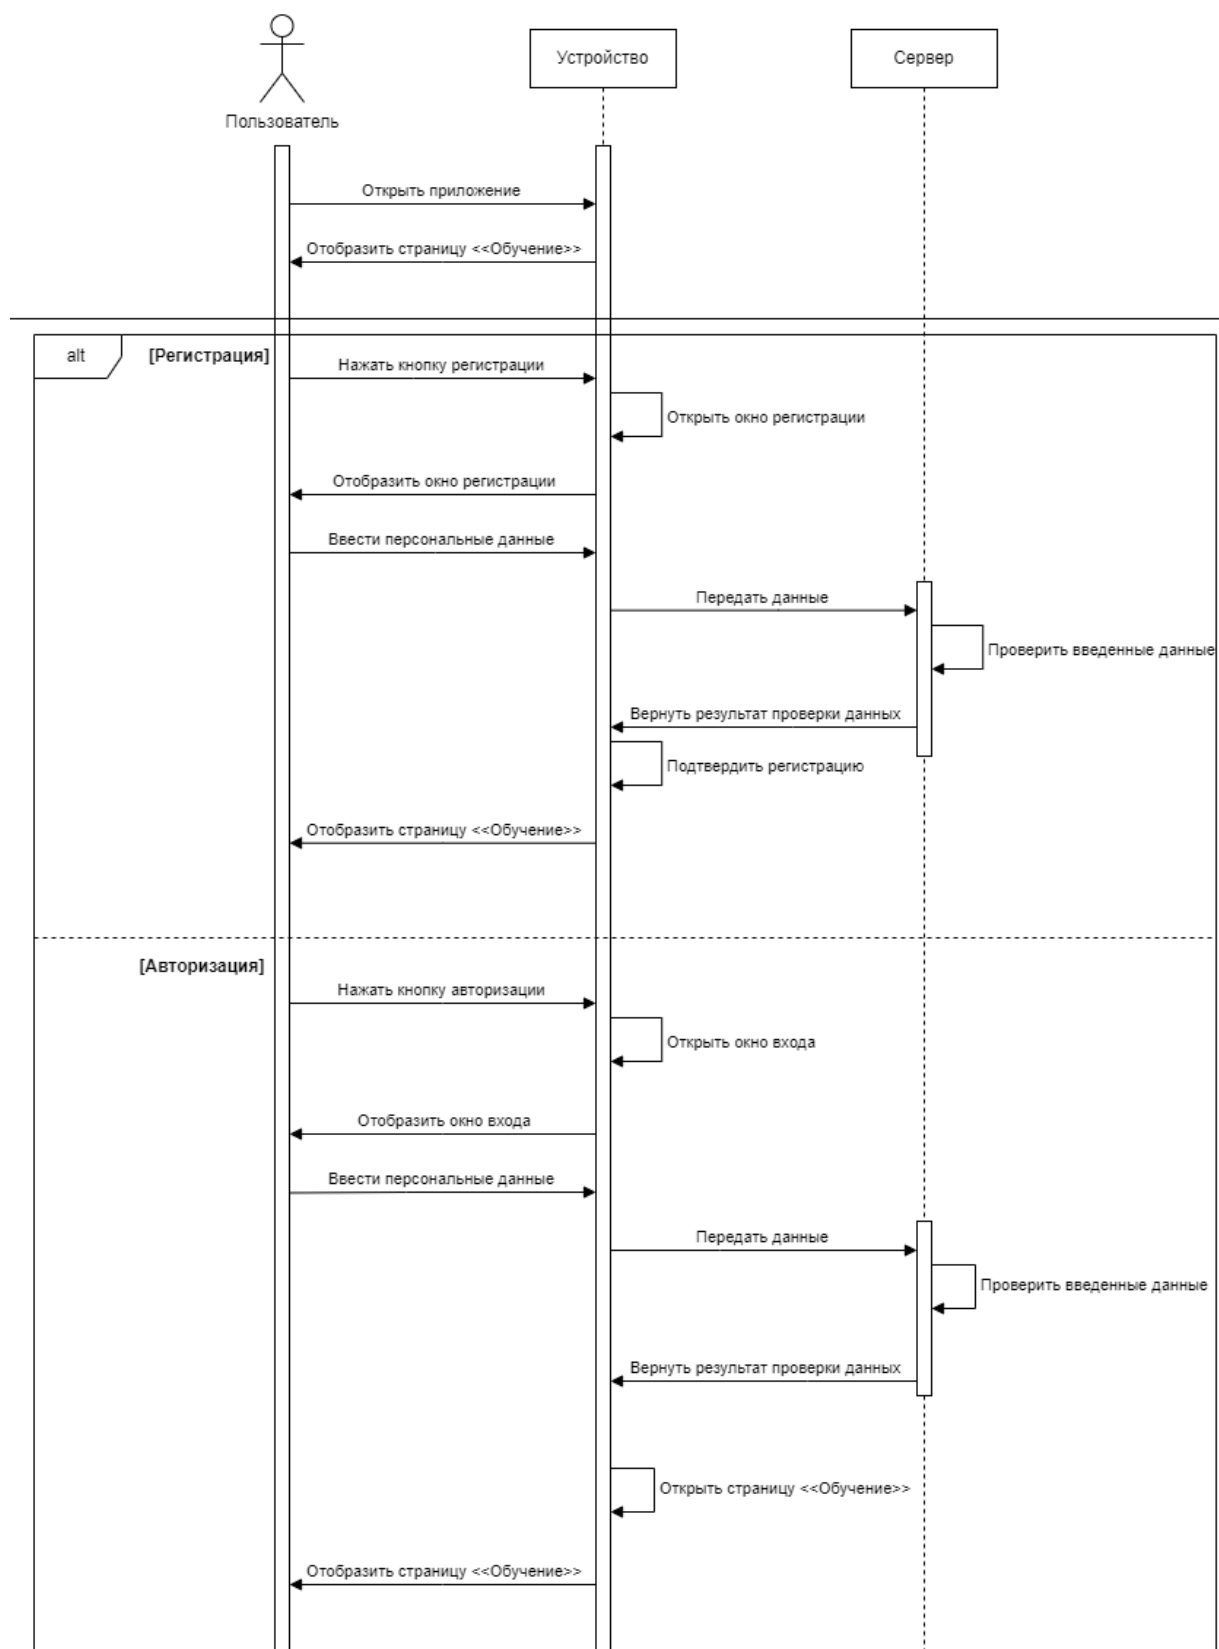 Устройство
Сервер
Пользователь
Открыть приложение
Отобразить страницу <<Обучение>>
alt
[Регистрация]
Нажать кнопку регистрации
Открыть окно регистрации
Отобразить окно регистрации
Ввести персональные данные
Передать данные
Проверить введенные данные
Вернуть результат проверки данных
Подтвердить регистрацию
Отобразить страницу <<Обучение>>
[Авторизация]
Нажать кнопку авторизации
Открыть окно входа
Отобразить окно входа
Ввести персональные данные
Передать данные
Проверить введенные данные
Вернуть результат проверки данных
Открыть страницу <<Обучение>>
Отобразить страницу <<Обучение>>